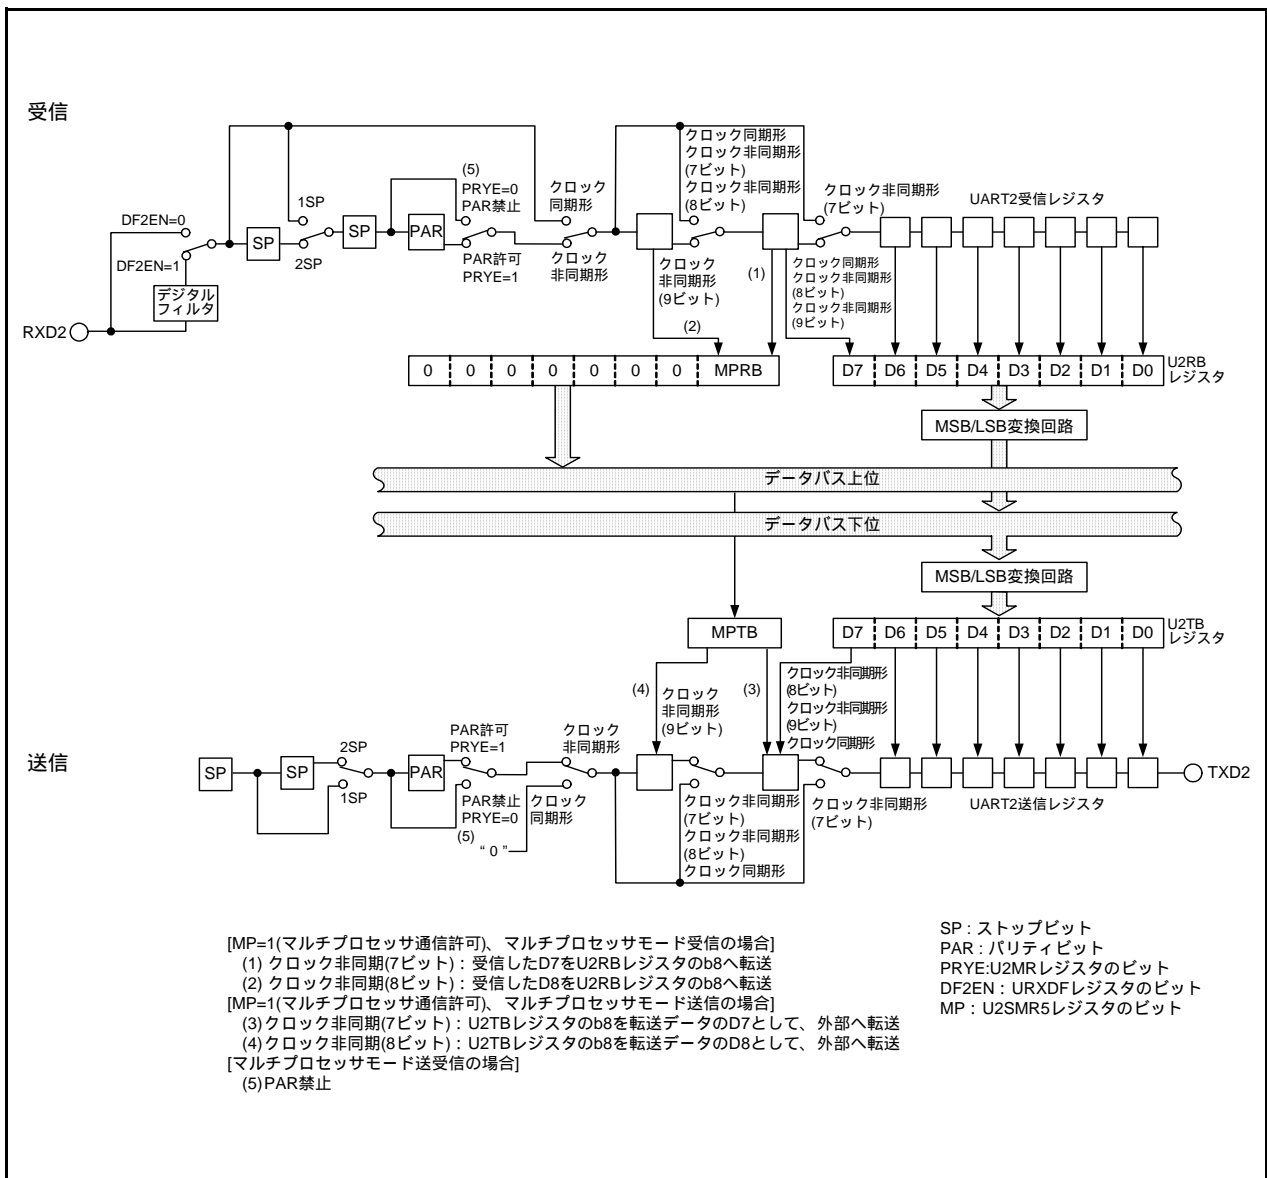 受信
DF2EN=0
DF2EN=1
デジタル
フィルタ
RXD2
SP
1SP
2SP
SP
PAR
(5)
PRYE=0
PAR禁止
PAR許可
PRYE=1
クロック
同期形
クロック
非同期形
クロック同期形
クロック非同期形
(7ビット)
クロック非同期形
(8ビット)
クロック
非同期形
(9ビット)
(2)
(1)
クロック非同期形
(7ビット)
クロック同期形
クロック非同期形
(8ビット)
クロック非同期形
(9ビット)
UART2受信レジスタ
0 0 0 0 0 0 0 MPRB
D7 D6 D5 D4 D3 D2 D1 D0
U2RB
レジスタ
MSB/LSB変換回路
データバス上位
データバス下位
MSB/LSB変換回路
MPTB
D7 D6 D5 D4 D3 D2 D1 D0
U2TB
レジスタ
(4)
クロック
非同期形
(9ビット)
(3)
クロック非同期形
(8ビット)
クロック非同期形
(9ビット)
クロック同期形
送信
SP
SP
2SP
1SP
PAR
PAR許可
PRYE=1
PAR禁止
PRYE=0
(5)
“ 0 ”
クロック
非同期形
クロック
同期形
クロック非同期形
(7ビット)
クロック非同期形
(8ビット)
クロック同期形
クロック非同期形
(7ビット)
UART2送信レジスタ
TXD2
[MP=1(マルチプロセッサ通信許可)、マルチプロセッサモード受信の場合]
(1) クロック非同期(7ビット) : 受信したD7をU2RBレジスタのb8へ転送
(2) クロック非同期(8ビット) : 受信したD8をU2RBレジスタのb8へ転送
[MP=1(マルチプロセッサ通信許可)、マルチプロセッサモード送信の場合]
(3)クロック非同期(7ビット) : U2TBレジスタのb8を転送データのD7として、外部へ転送
(4)クロック非同期(8ビット) : U2TBレジスタのb8を転送データのD8として、外部へ転送
[マルチプロセッサモード送受信の場合]
(5)PAR禁止
SP : ストップビット
PAR : パリティビット
PRYE:U2MRレジスタのビット
DF2EN : URXDFレジスタのビット
MP : U2SMR5レジスタのビット